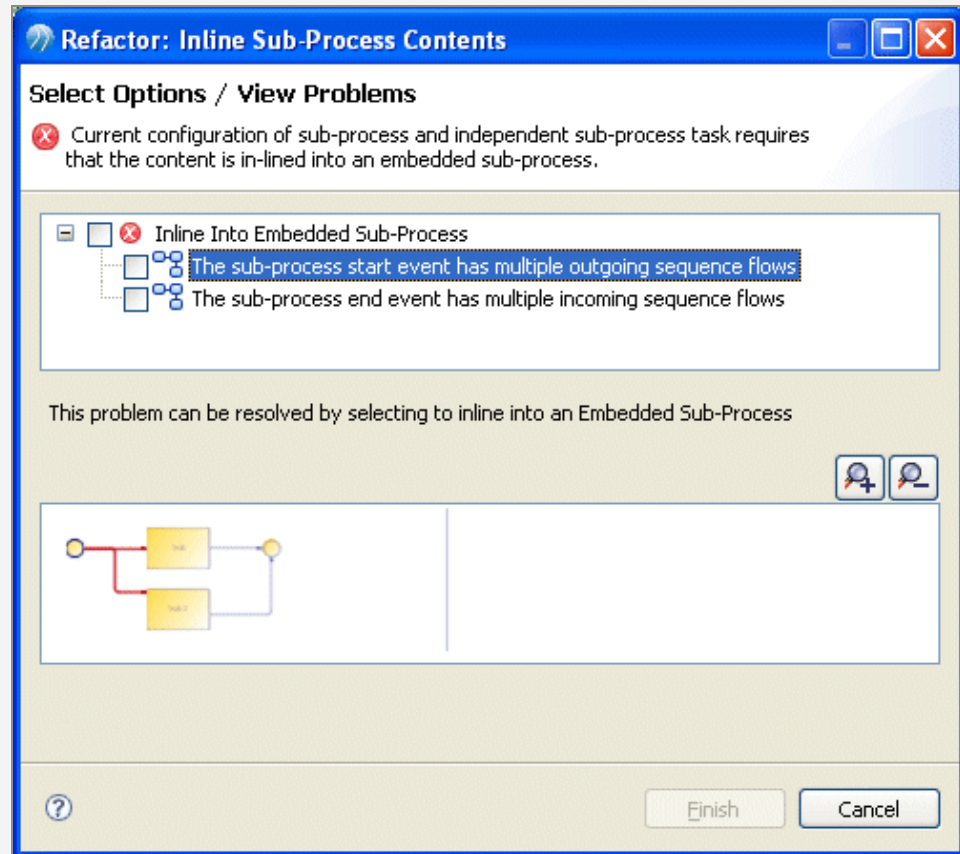 Refactor: Inline Sub-Process Contents
Select Options / View Problems
Current configuration of sub-process and independent sub-process task requires
that the content is in-lined into an embedded sub-process.
Inline Into Embedded Sub-Process
The sub-process start event has multiple outgoing sequence flows
The sub-process end event has multiple incoming sequence flows
This problem can be resolved by selecting to inline into an Embedded Sub-Process
Finish
Cancel